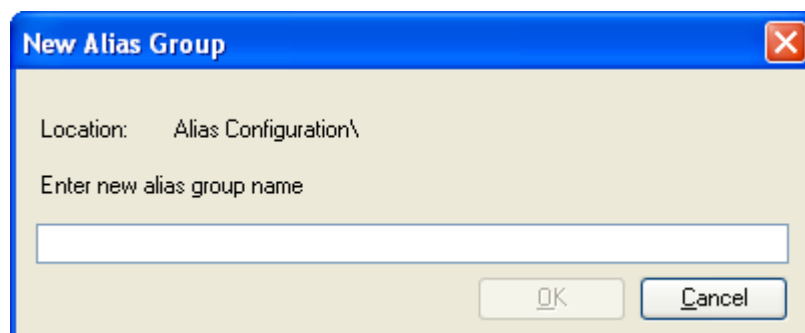 New Alias Group
Location: Alias Configuration\
Enter new alias group name
OK Cancel